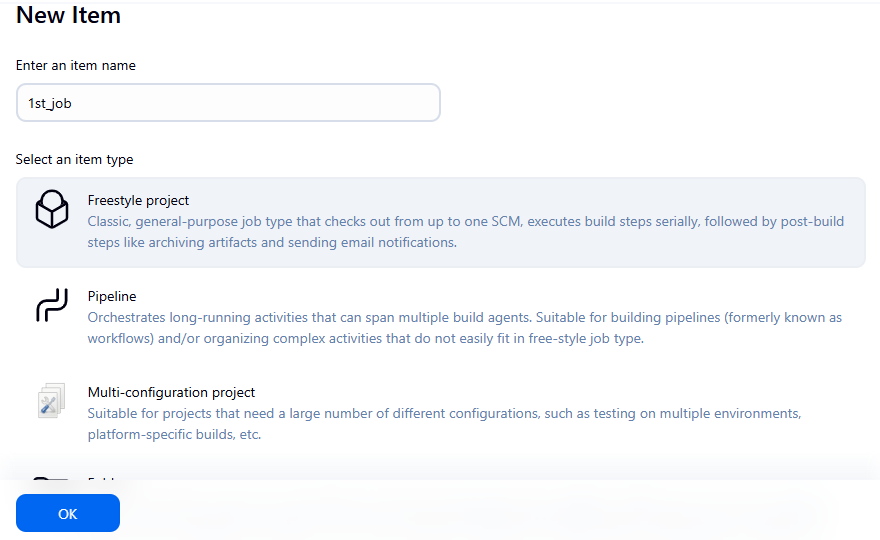 New Item
Enter an item name
1st_job
Select an item type
Freestyle project
Classic, general-purpose job type that checks out from up to one SCM, executes build steps serially, followed by post-build
steps like archiving artifacts and sending email notifications.
Pipeline
Orchestrates long-running activities that can span multiple build agents. Suitable for building pipelines (formerly known as
workflows) and/or organizing complex activities that do not easily fit in free-style job type.
Multi-configuration project
Suitable for projects that need a large number of different configurations, such as testing on multiple environments,
platform-specific builds, etc.
OK